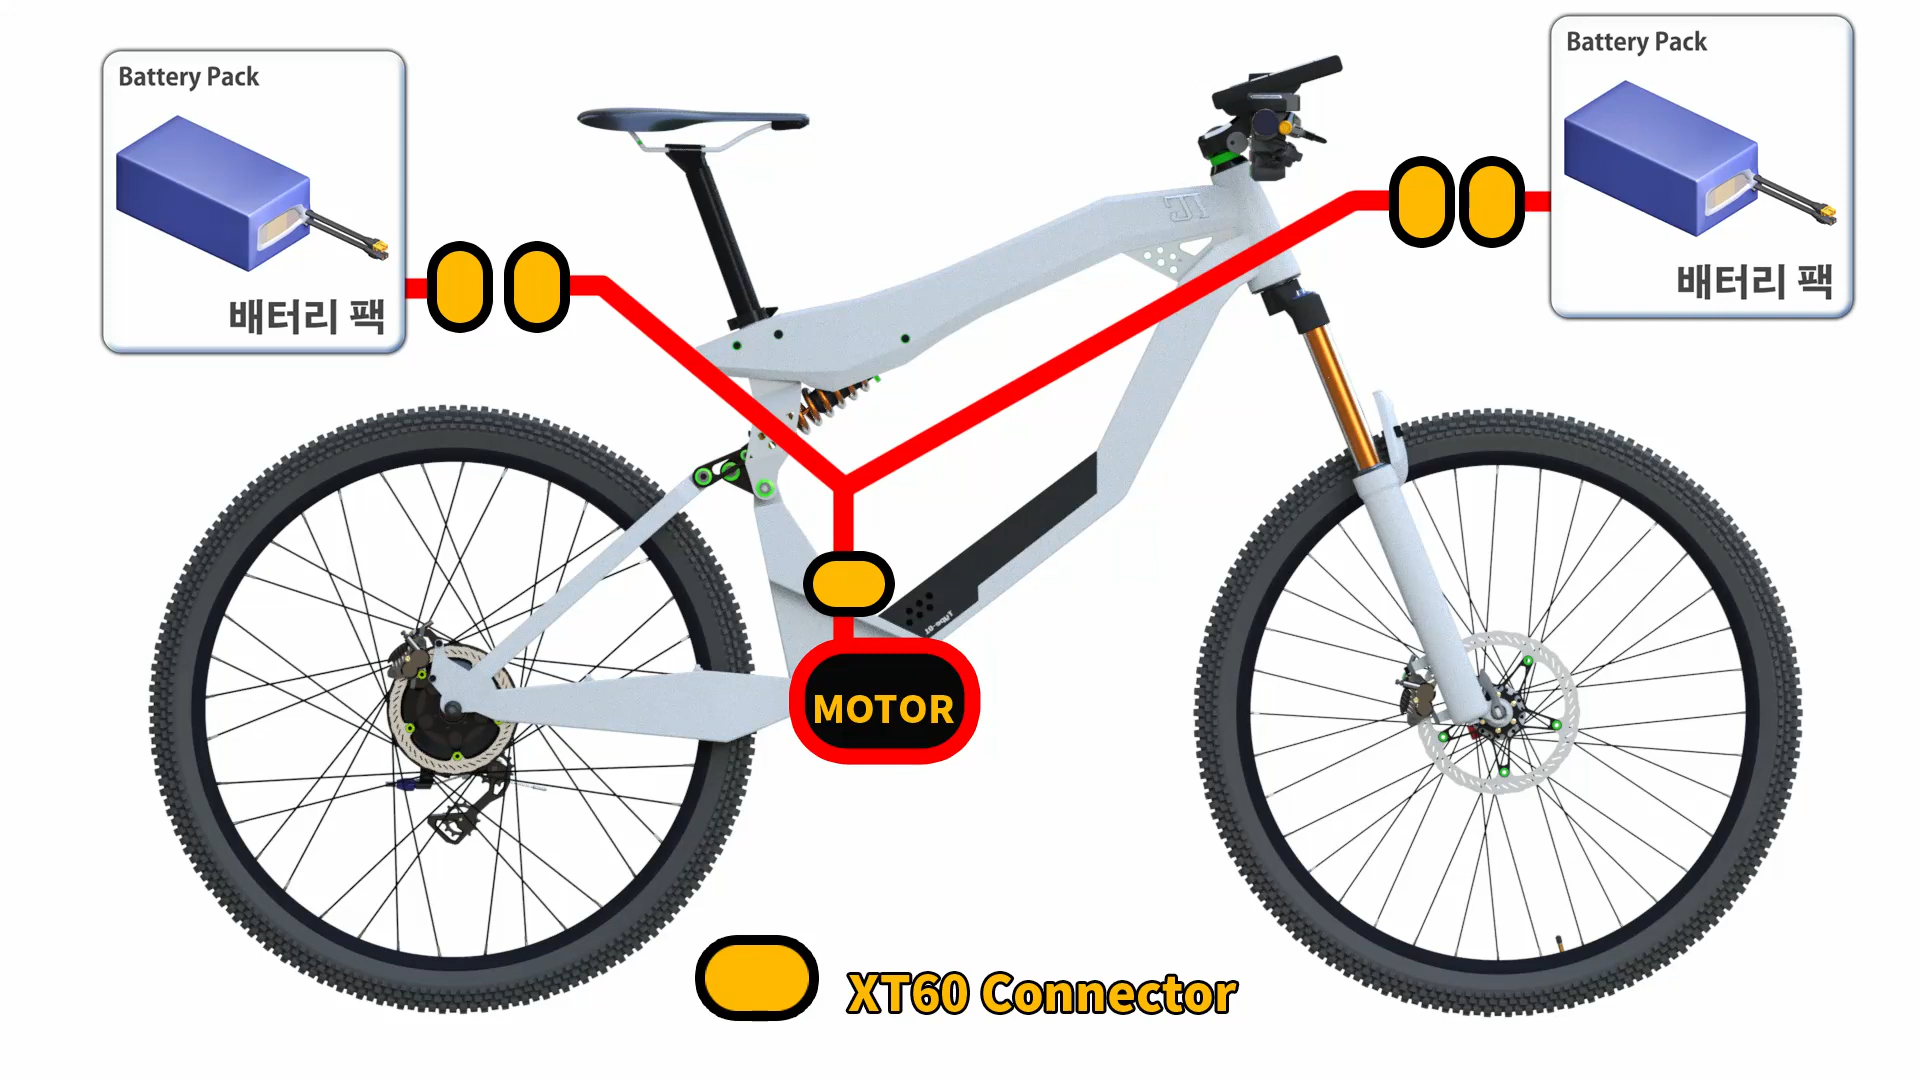 Battery Pack
배터리 팩
Battery Pack
배터리 팩
MOTOR
XT60 Connector